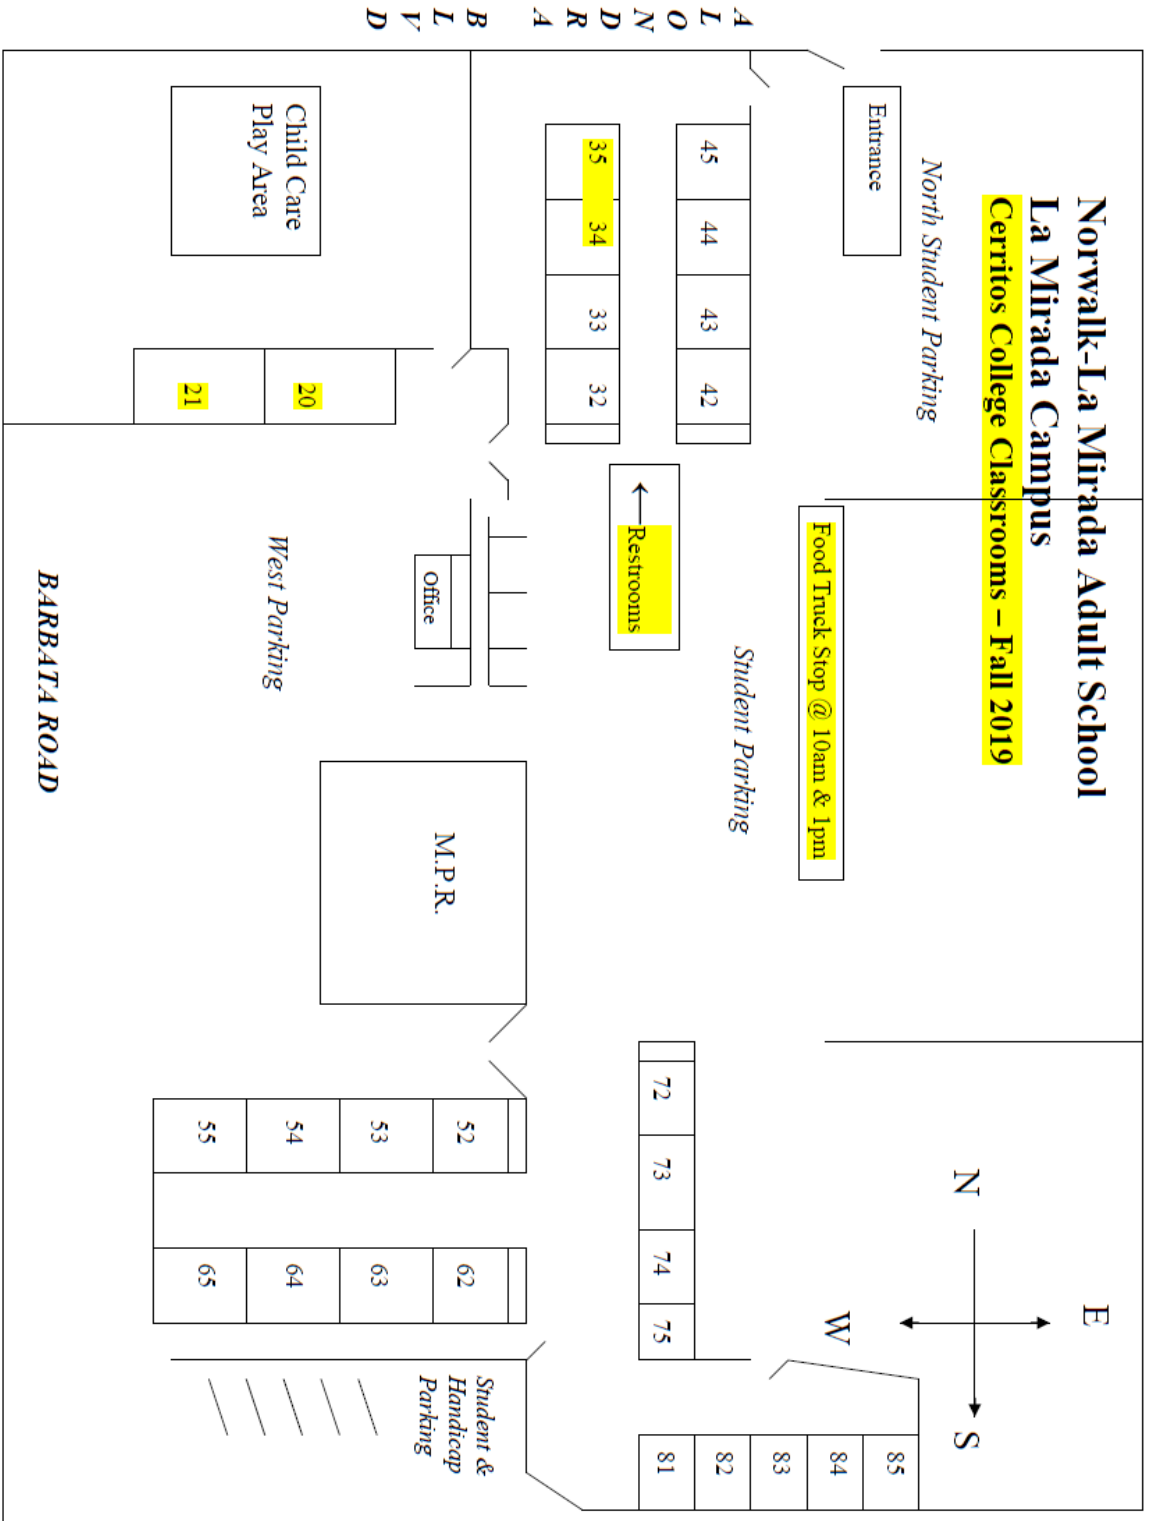 Norwalk-La Mirada Adult School
La Mirada Campus
Cerritos College Classrooms – Fall 2019
North Student Parking
Entrance
Food Truck Stop @ 10am & 1pm
Student Parking
N
E
W
S
45
44
43
42
←Restrooms
72
73
74
75
85
84
83
82
81
35
34
33
32
ALONDRA
BLVD
Office
M.P.R.
52
53
54
55
62
63
64
65
Student &
Handicap
Parking
Child Care
Play Area
20
21
West Parking
BARBATA ROAD